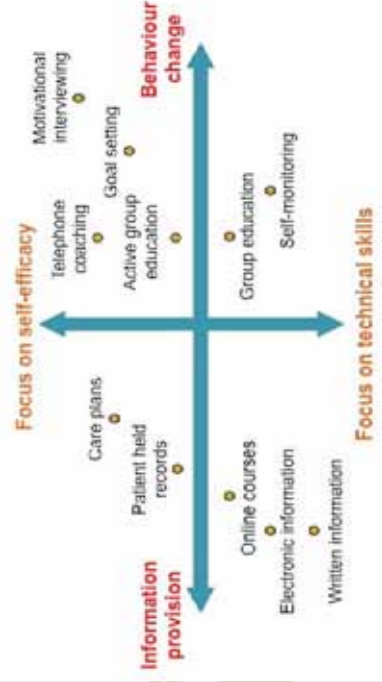 Focus on self-efficacy
Motivational
interviewing
Telephone
coaching
Goal setting
Care plans
Active group
education
Patient held
records
Information
provision
Behaviour
change
Online courses
Group education
Electronic information
Self-monitoring
Written information
Focus on technical skills